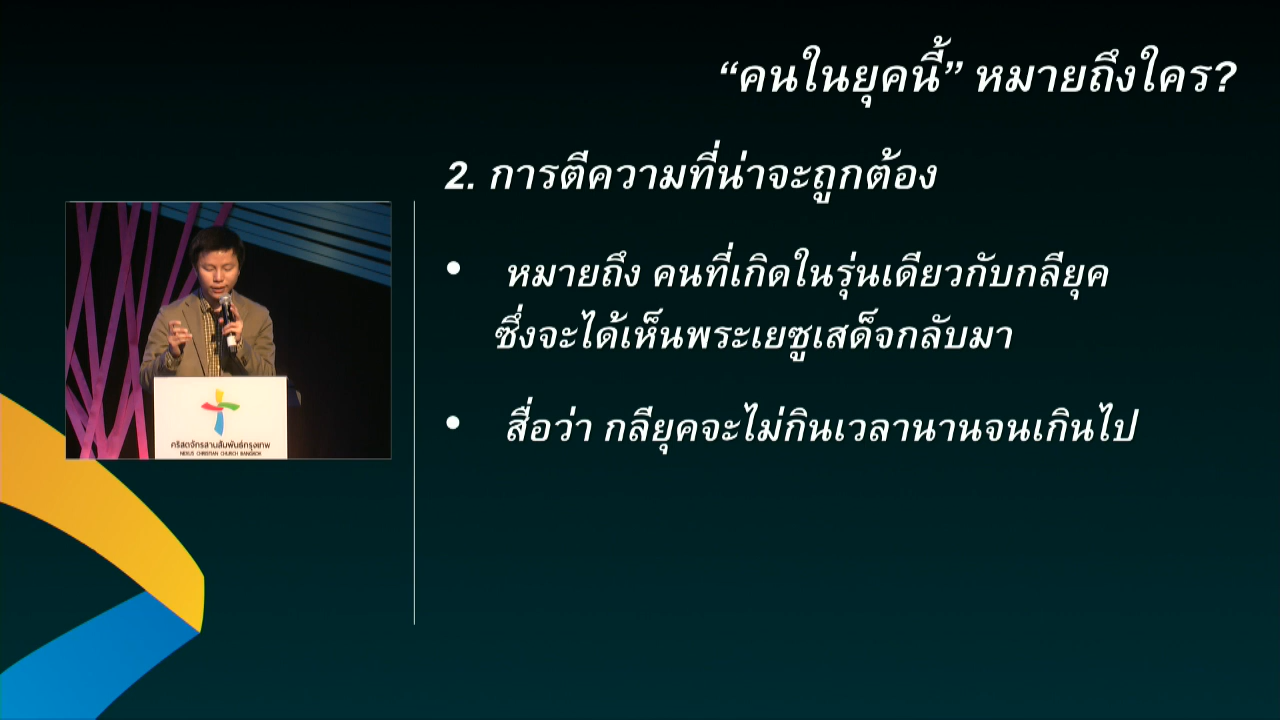 “คนในยุคนี้” หมายถึงใคร?
2. การตีความที่น่าจะถูกต้อง
• หมายถึง คนที่เกิดในรุ่นเดียวกับกลียุค
ซึ่งจะได้เห็นพระเยซูเสด็จกลับมา
• สื่อว่า กลียุคจะไม่กินเวลานานจนเกินไป
คริสตจักรสานสัมพันธ์กรุงเทพ
NEXUS CHRISTIAN CHURCH BANGKOK